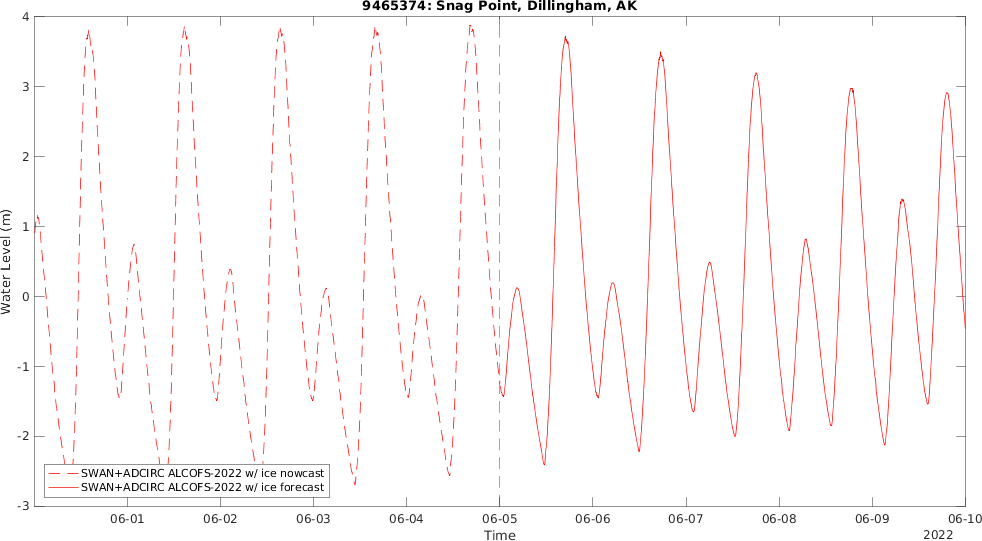 9465374: Snag Point, Dillingham, AK
Water Level (m)
4
3
2
1
0
-1
-2
-3
SWAN+ADCIRC ALCOFS-2022 w/ ice nowcast
SWAN+ADCIRC ALCOFS-2022 w/ ice forecast
06-01 06-02 06-03 06-04 06-05 06-06 06-07 06-08 06-09 06-10
Time
2022